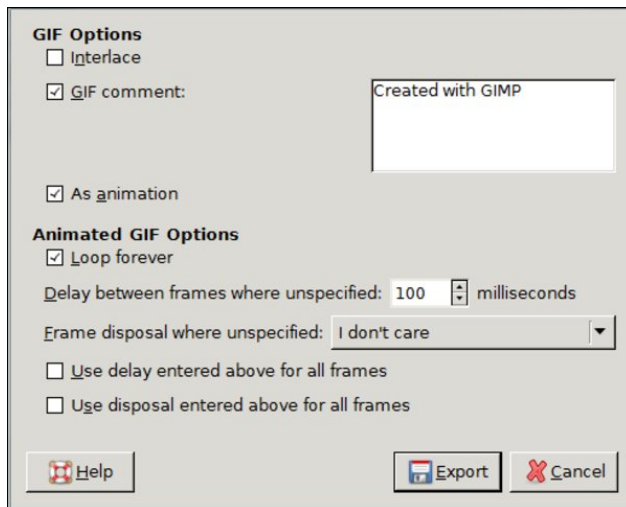 GIF Options
Interlace
GIF comment:
Created with GIMP
As animation
Animated GIF Options
Loop forever
Delay between frames where unspecified: 100 milliseconds
Frame disposal where unspecified: I don't care
Use delay entered above for all frames
Use disposal entered above for all frames
Help Export Cancel